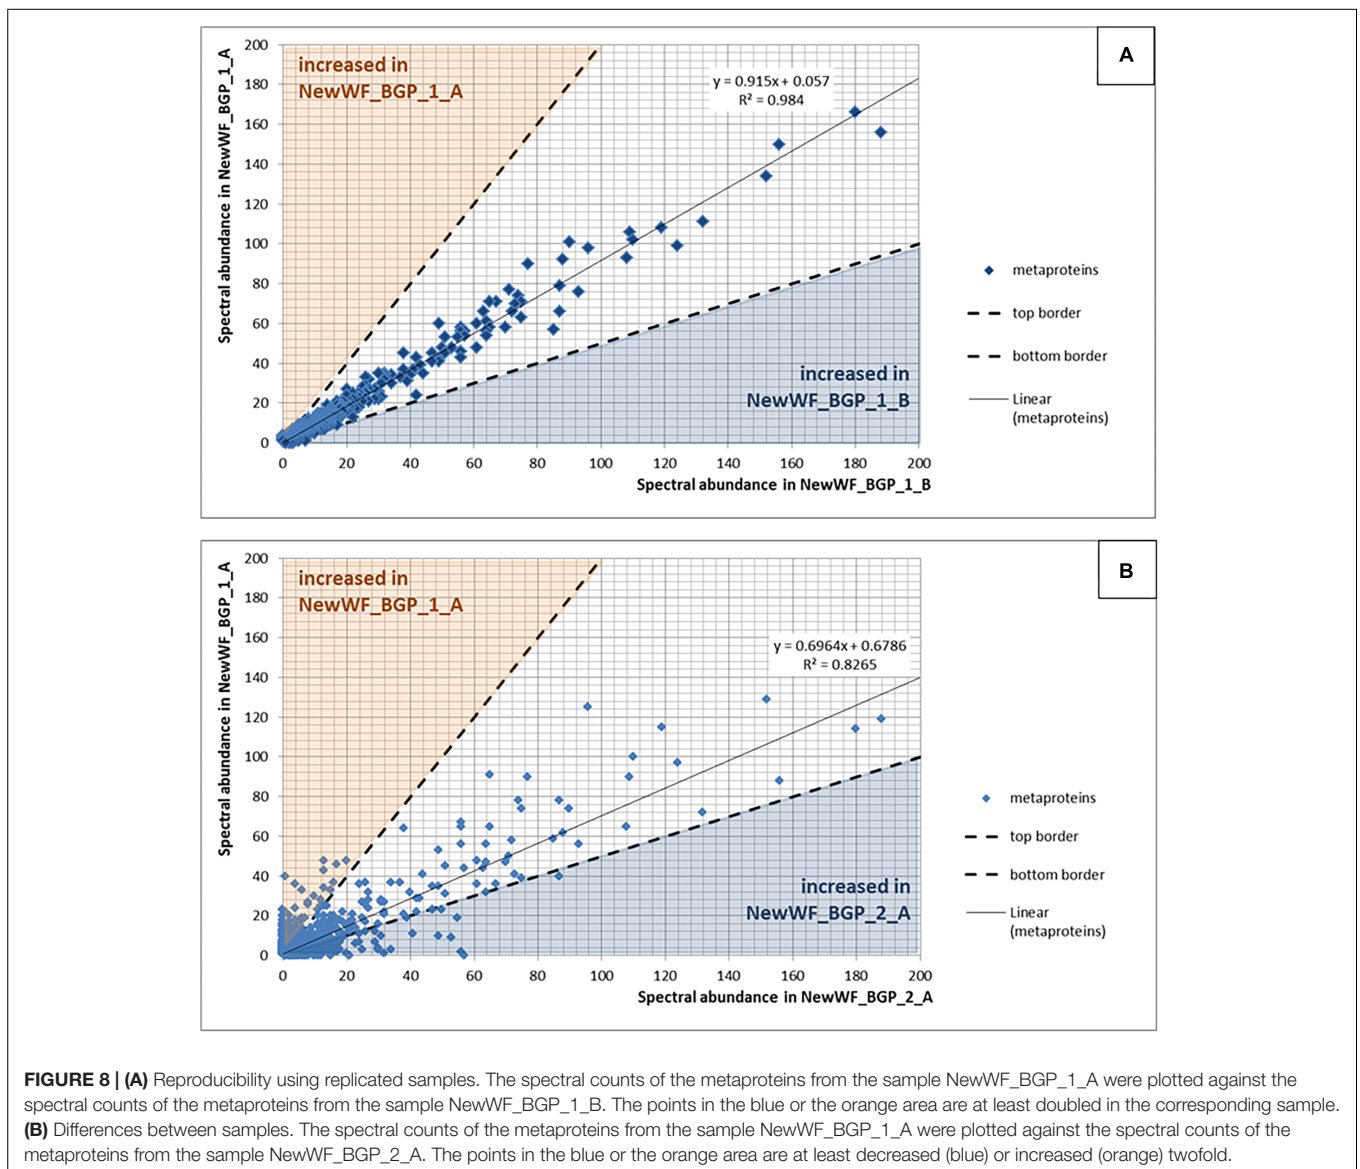 A
increased in
NewWF_BGP_1_A
y = 0.915x + 0.057
R² = 0.984
increased in
NewWF_BGP_1_B
Spectral abundance in NewWF_BGP_1_A
200
180
160
140
120
100
80
60
40
20
0
0 20 40 60 80 100 120 140 160 180 200
Spectral abundance in NewWF_BGP_1_B
metaproteins
top border
bottom border
Linear
(metaproteins)
B
increased in
NewWF_BGP_1_A
y = 0.6964x + 0.6786
R² = 0.8265
increased in
NewWF_BGP_2_A
Spectral abundance in NewWF_BGP_1_A
200
180
160
140
120
100
80
60
40
20
0
0 20 40 60 80 100 120 140 160 180 200
Spectral abundance in NewWF_BGP_2_A
metaproteins
top border
bottom border
Linear
(metaproteins)
FIGURE 8 | (A) Reproducibility using replicated samples. The spectral counts of the metaproteins from the sample NewWF_BGP_1_A were plotted against the
spectral counts of the metaproteins from the sample NewWF_BGP_1_B. The points in the blue or the orange area are at least doubled in the corresponding sample.
(B) Differences between samples. The spectral counts of the metaproteins from the sample NewWF_BGP_1_A were plotted against the spectral counts of the
metaproteins from the sample NewWF_BGP_2_A. The points in the blue or the orange area are at least decreased (blue) or increased (orange) twofold.